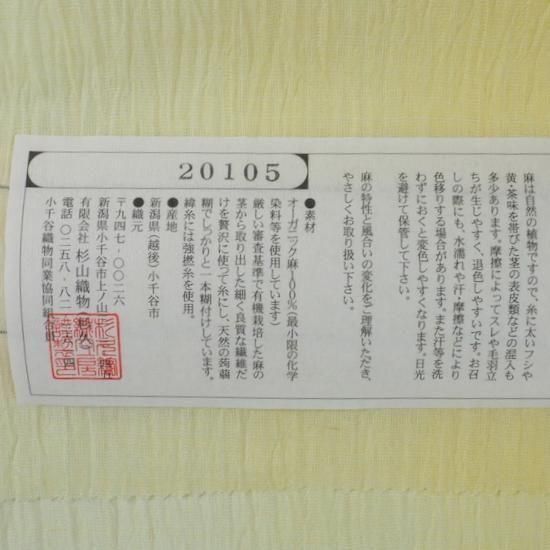 麻は自然の植物ですので、糸に太いフシや
黄・茶味を帯びた茎の表皮類などの混入も
多少あります。摩擦によってスレや毛羽立
ちが生じやすく、退色しやすいです。お召
しの際にも、水濡れや汗・摩擦などにより
色移りする場合があります。また汗等を洗
わずにおくと変色しやすくなります。日光
を避けて保管して下さい。
麻の特性と風合いの変化をご理解いただき、
やさしくお取り扱い下さい。
20105
●素材
オーガニック麻100%(最小限の化学
染料等を使用しています)
厳しい審査基準で有機栽培した麻の
茎から取り出した細く良質な繊維だ
けを贅沢に使って糸にし、天然の蒟蒻
糊でしっかりと一本糊付けしています。
緯糸には強撚糸を使用。
●産地
新潟県(越後)小千谷市
●織元
〒九四七‐〇〇二六
新潟県小千谷市上ノ山
有限会社 杉山織物
電話 〇二五八‐八二
小千谷織物同業協同組合員